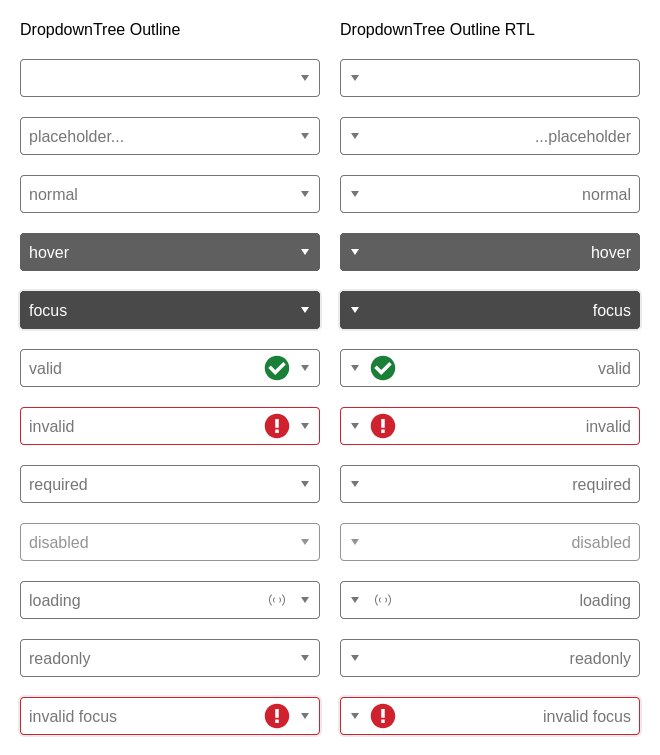 DropdownTree Outline
DropdownTree Outline RTL
placeholder...
...placeholder
normal
normal
hover
hover
focus
focus
valid
valid
invalid
invalid
required
required
disabled
disabled
loading
loading
readonly
readonly
invalid focus
invalid focus